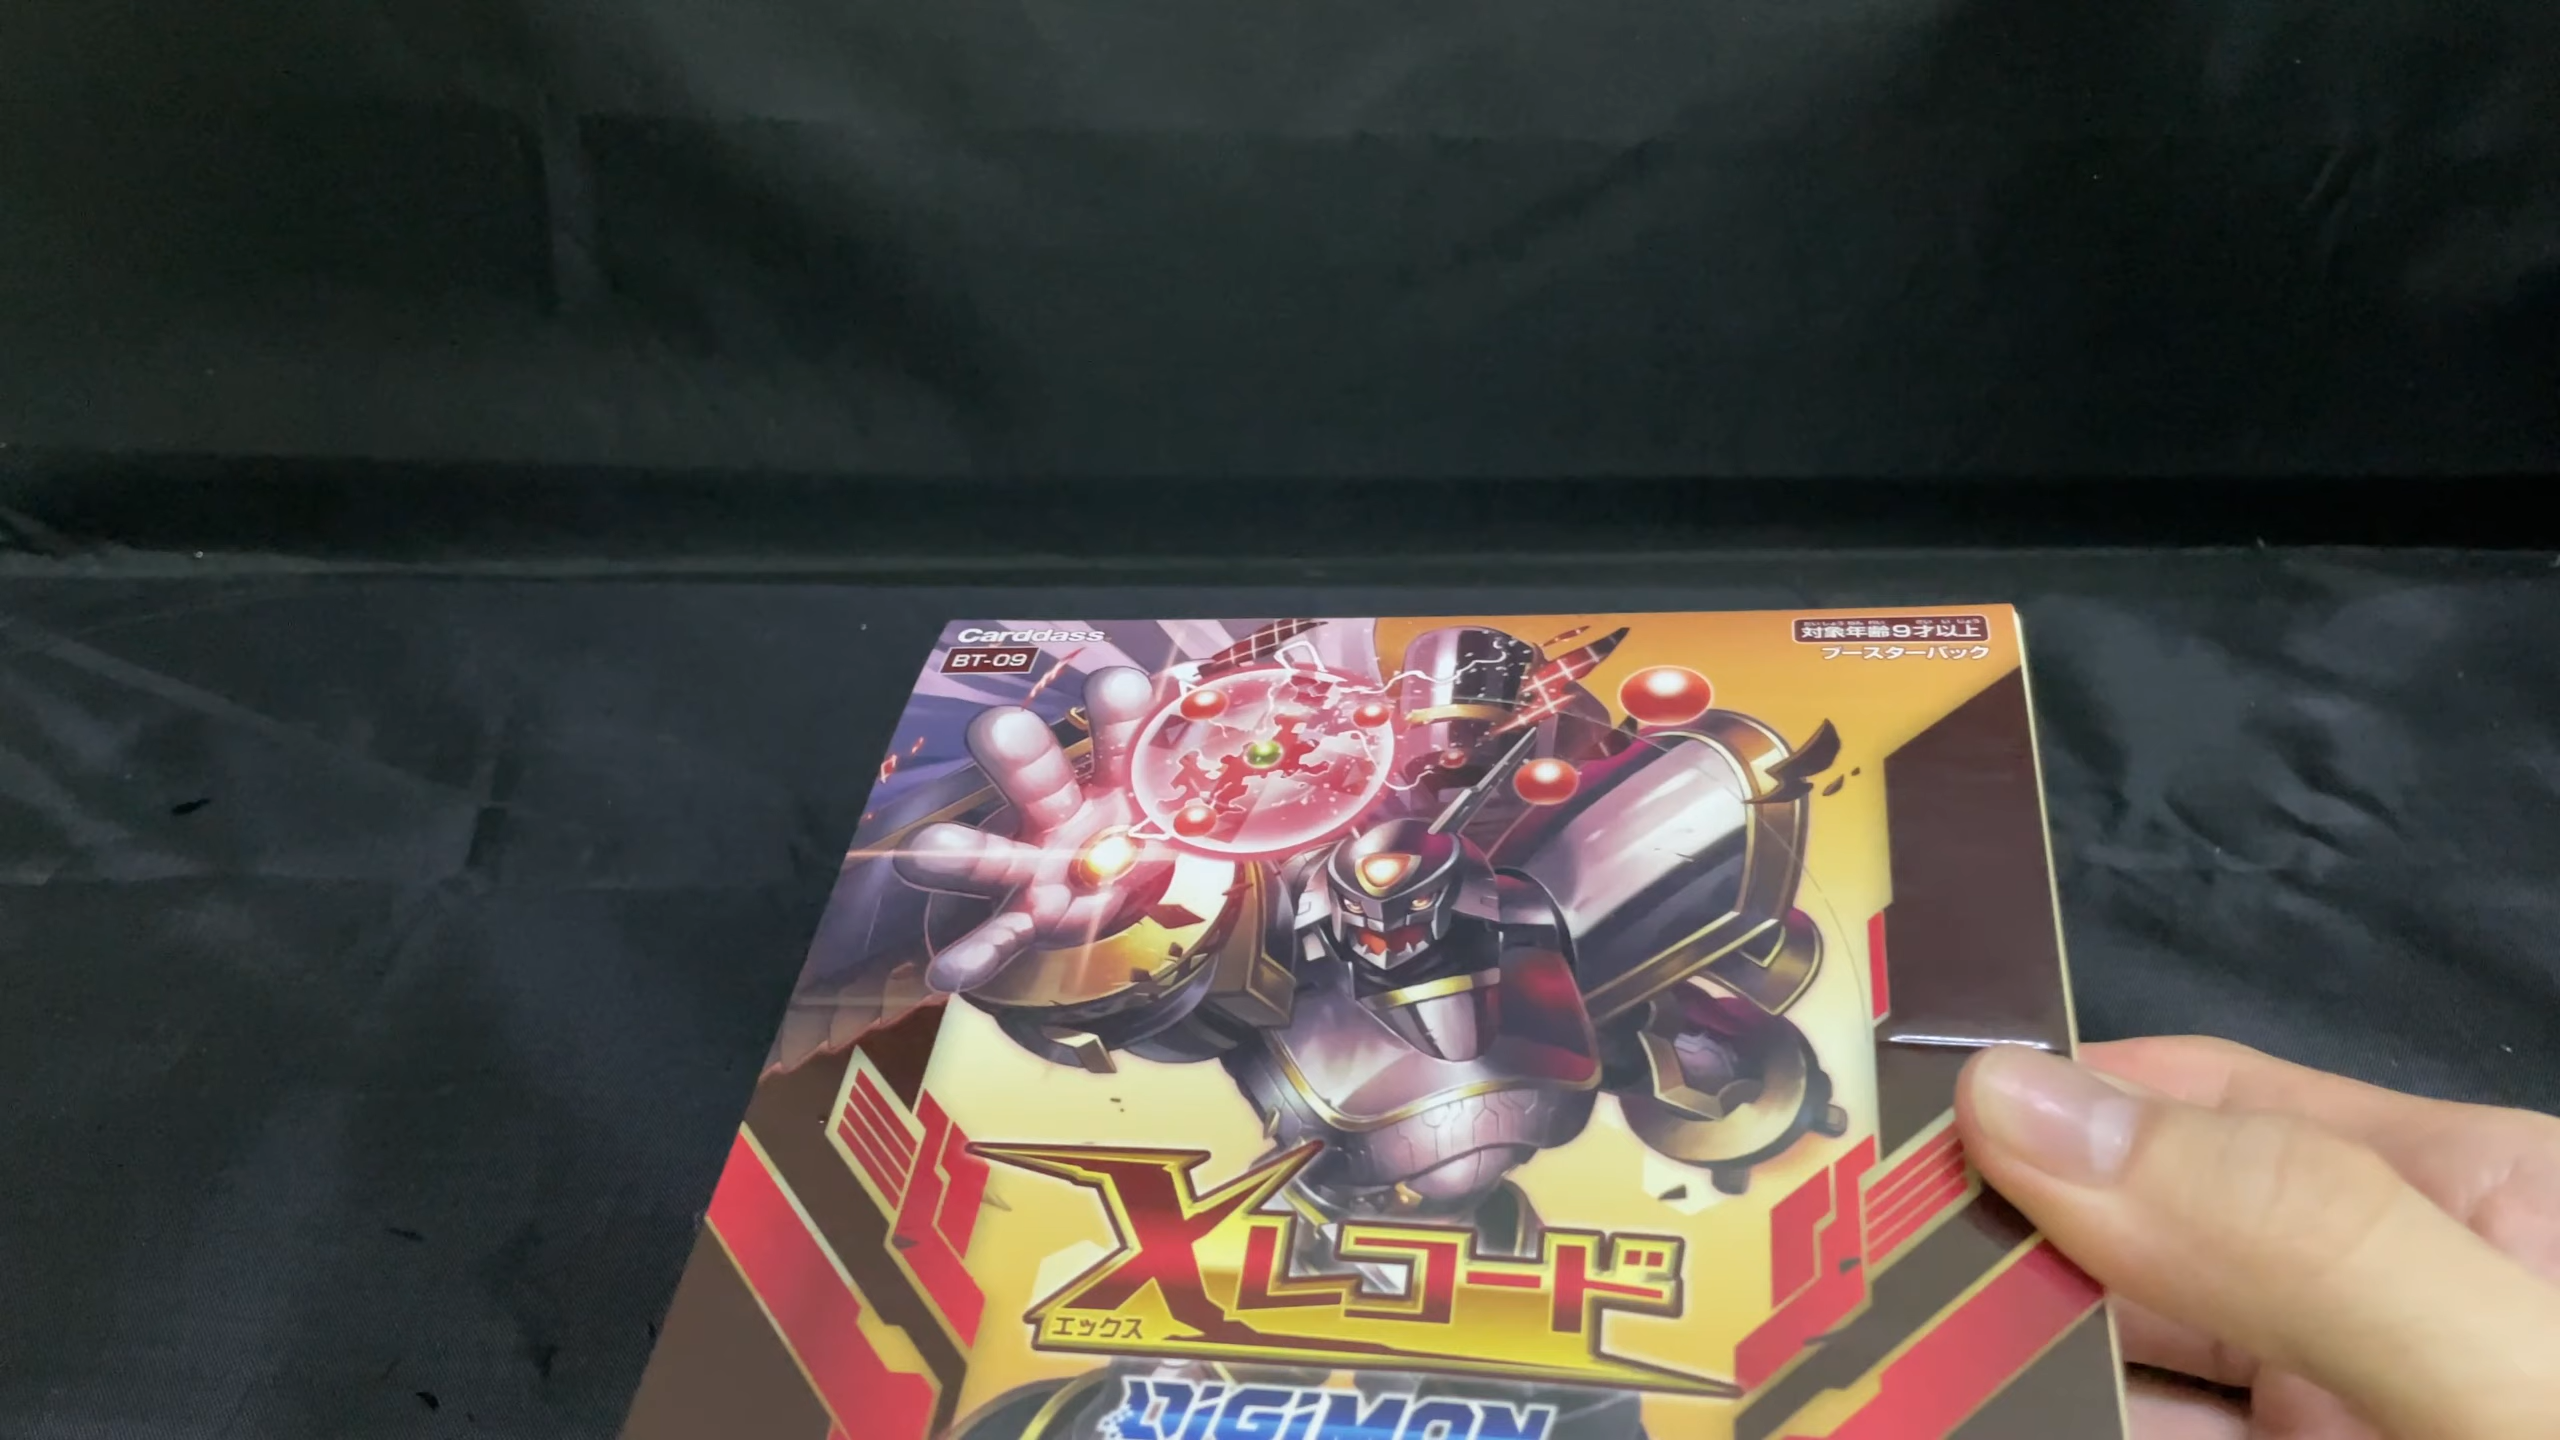 Carddass
BT-09
対象年齢9才以上
ブースターパック
Xレコード
エックス
DIGIMON